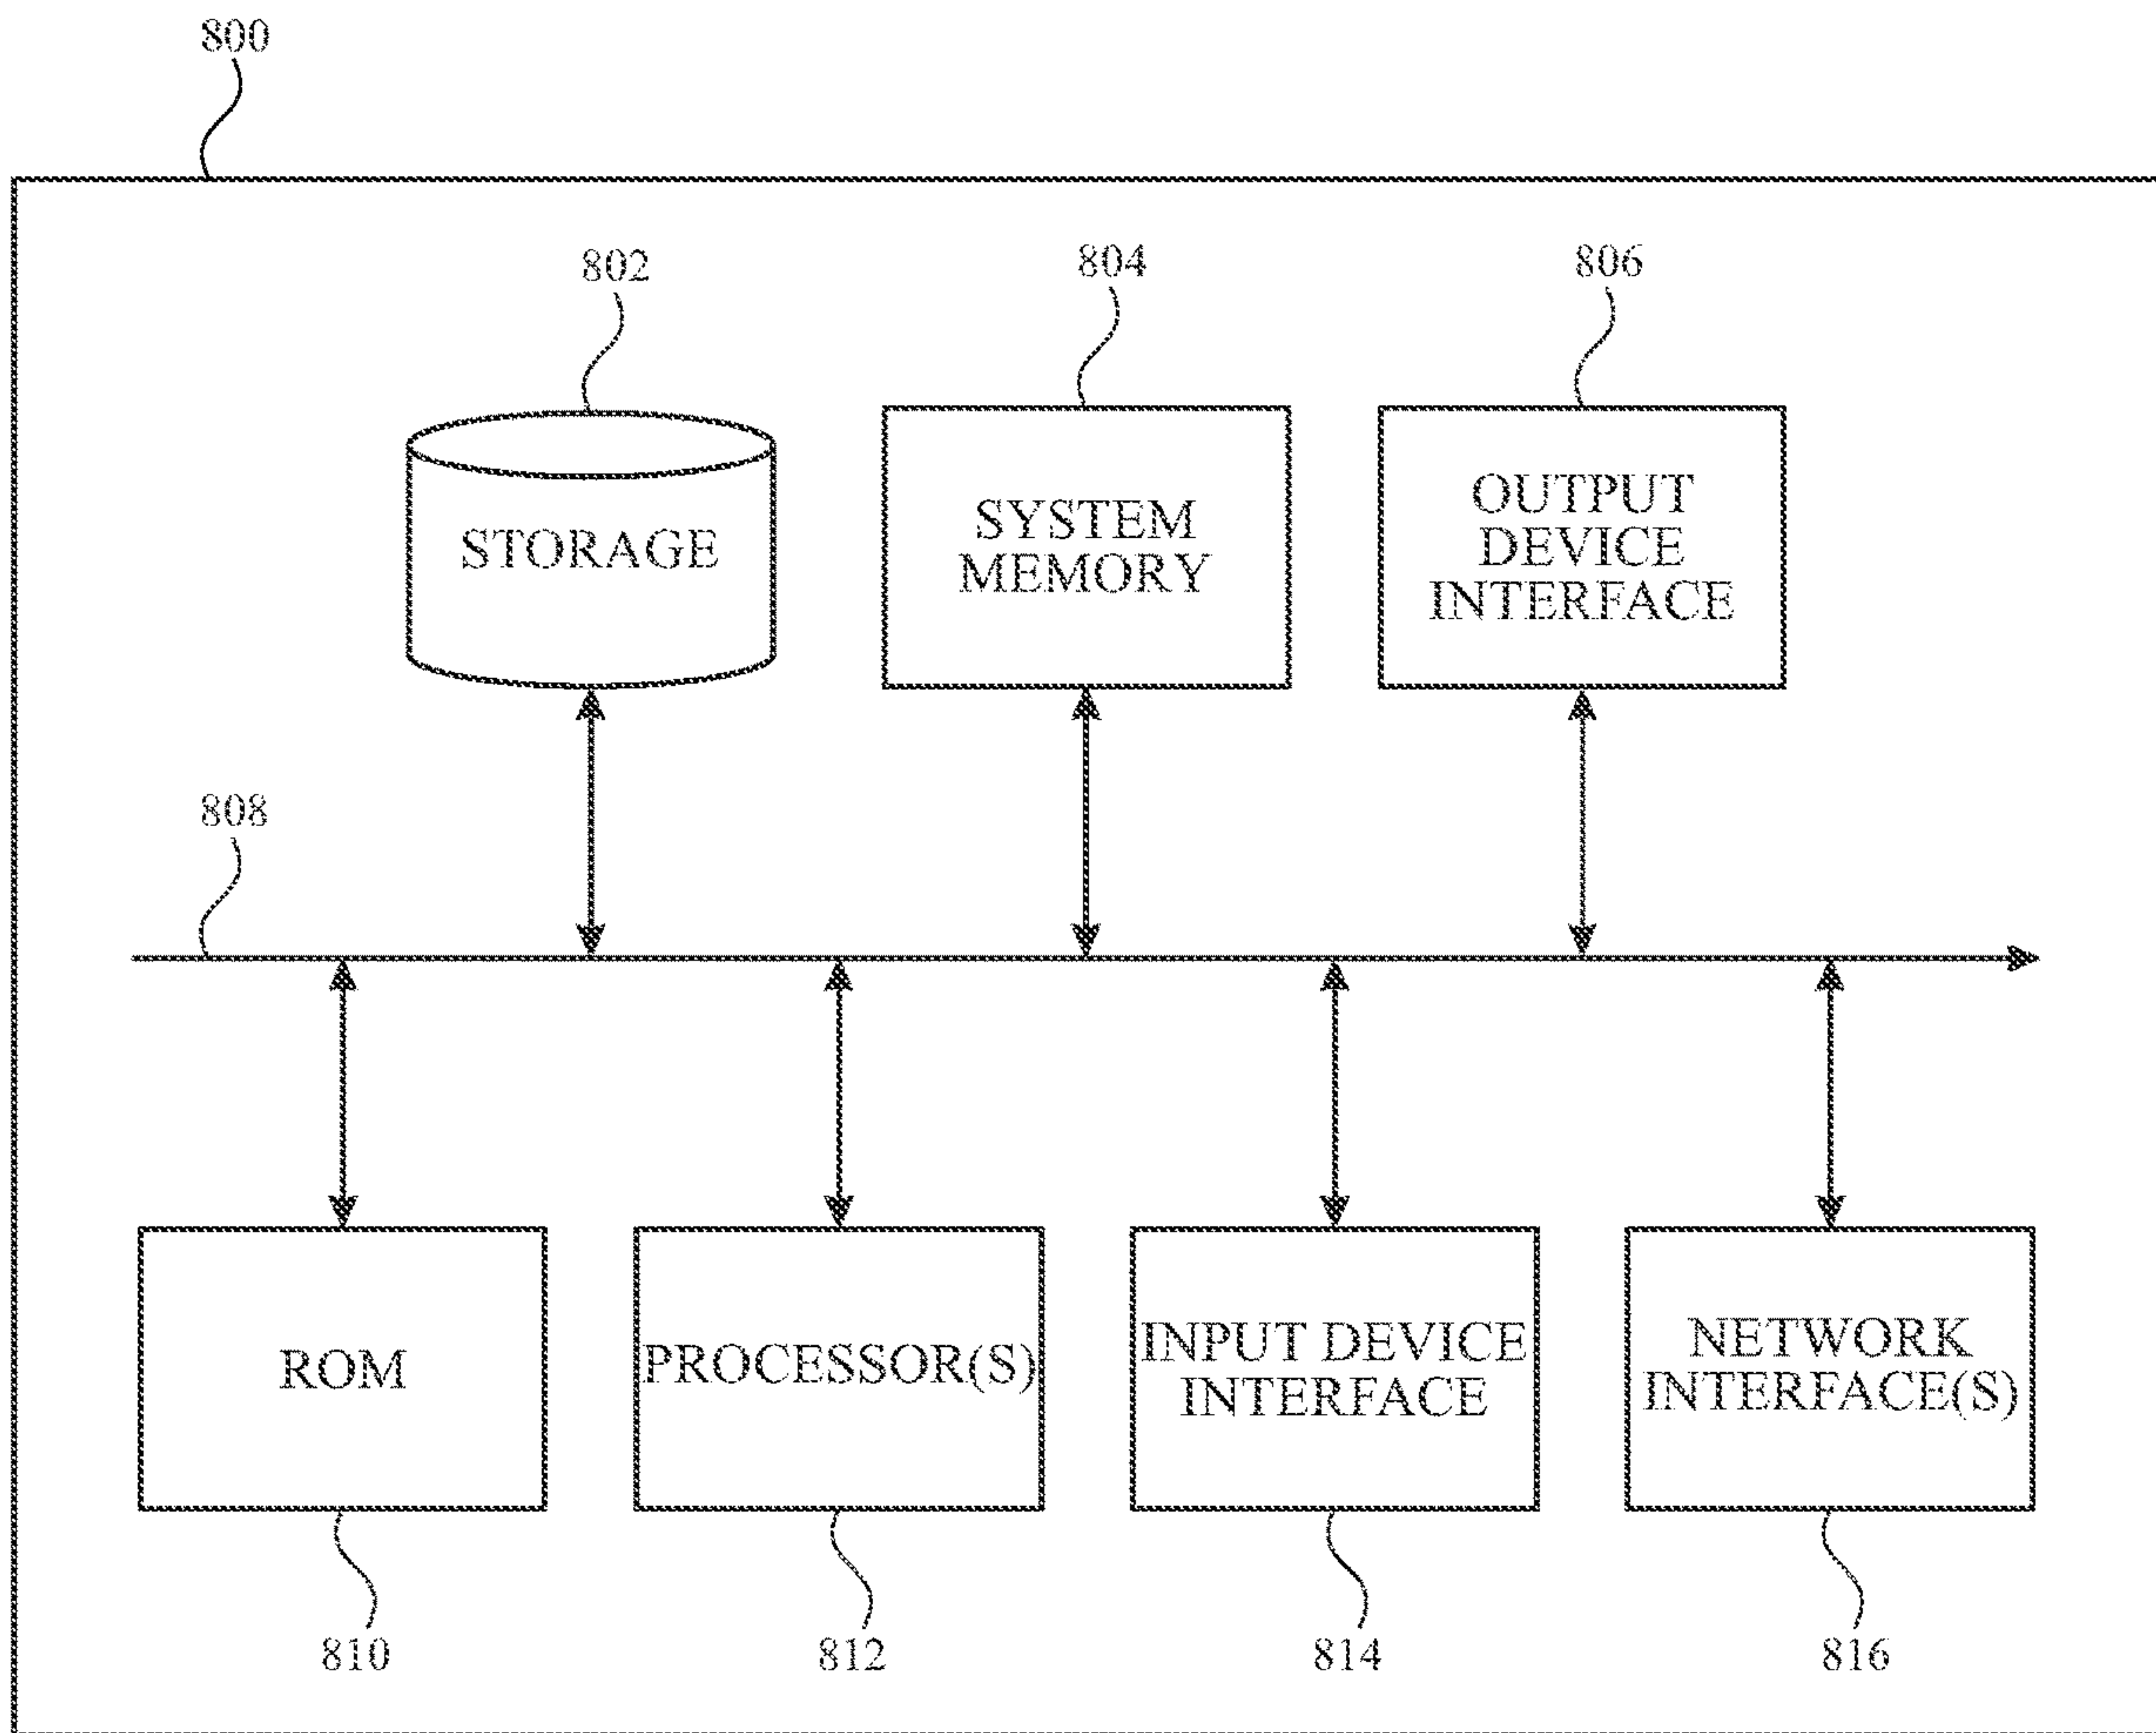 800
802
804
806
STORAGE
SYSTEM
MEMORY
OUTPUT
DEVICE
INTERFACE
808
ROM
PROCESSOR(S)
INPUT DEVICE
INTERFACE
NETWORK
INTERFACE(S)
810
812
814
816